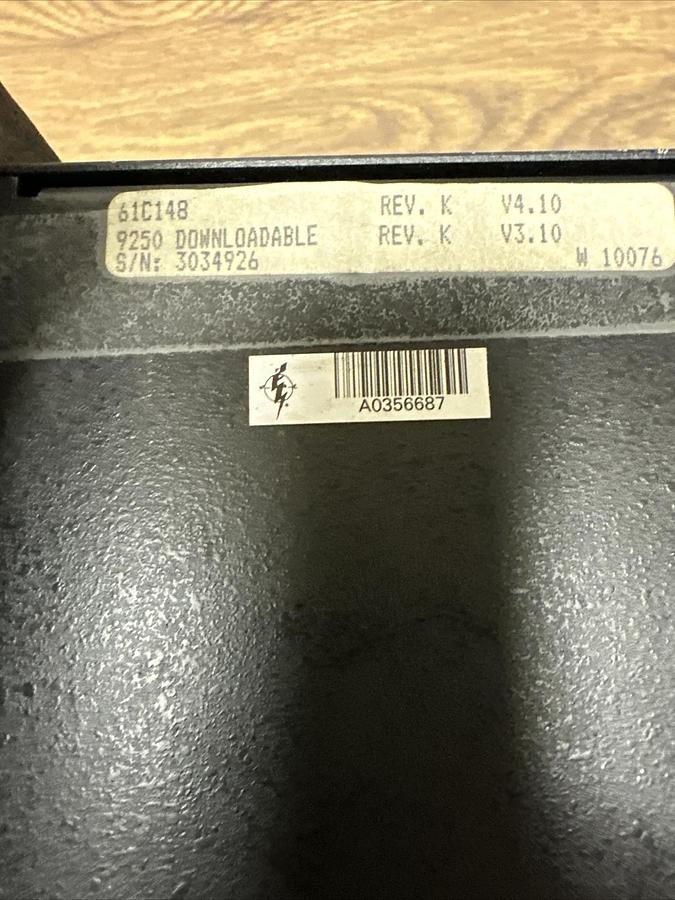 61C148 REV. K V4.10
9250 DOWNLOADABLE REV. K V3.10
S/N: 3034926 W 10076
A0356687